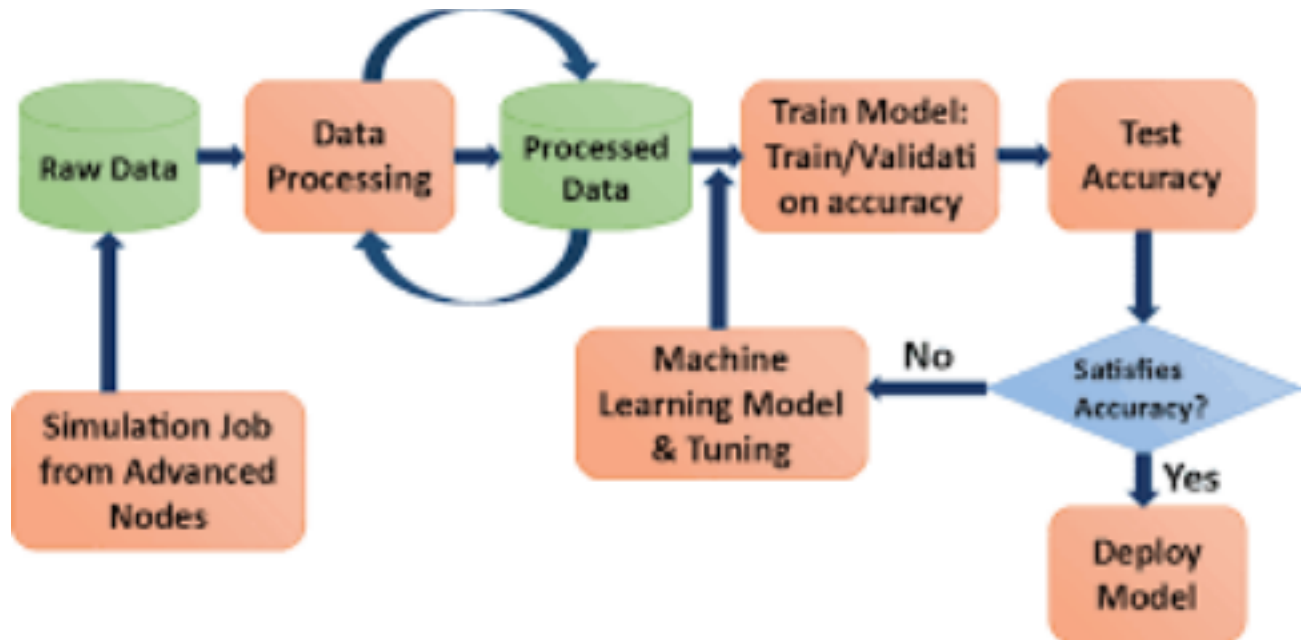 Raw Data
Data
Processing
Processed
Data
Train Model:
Train/Validati
on accuracy
Test
Accuracy
Satisfies
Accuracy?
No
Machine
Learning Model
& Tuning
Yes
Deploy
Model
Simulation Job
from Advanced
Nodes